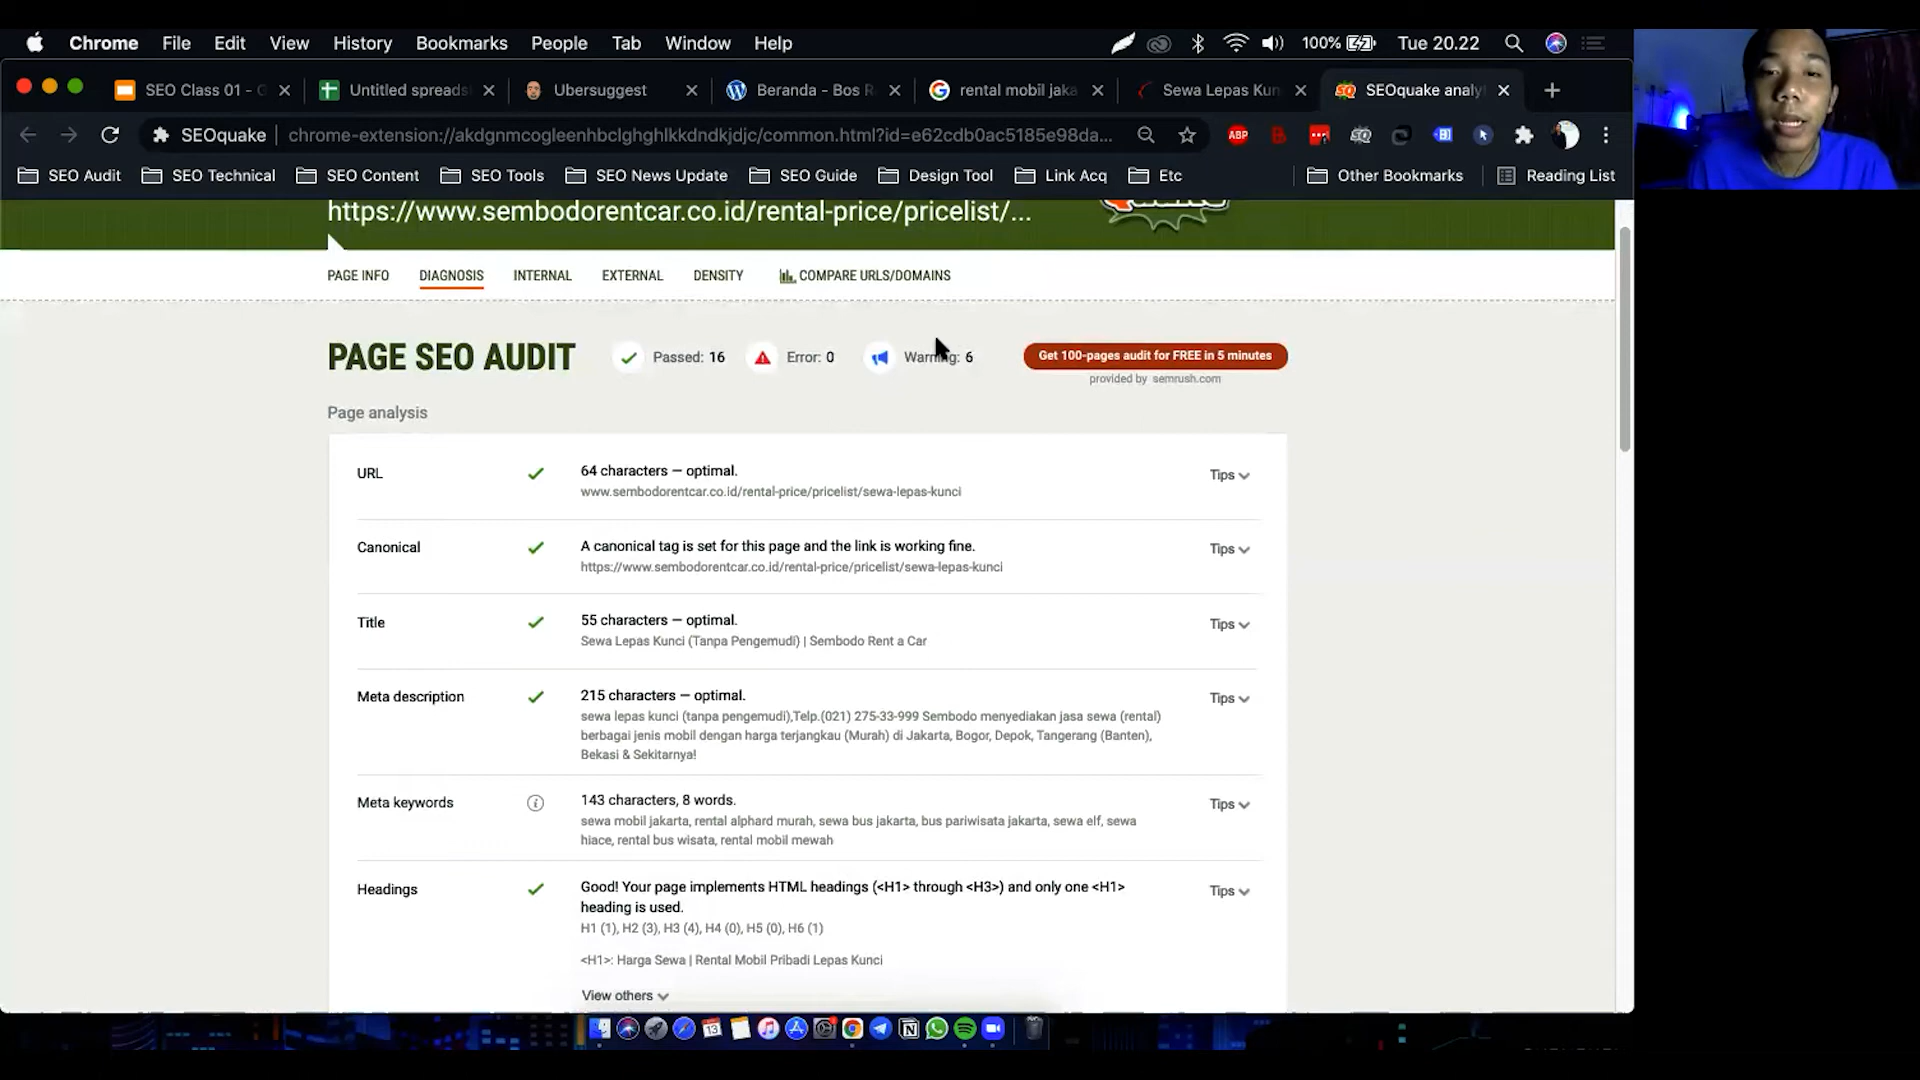 Chrome File Edit View History Bookmarks People Tab Window Help 100% Tue 20.22
SEO Class 01 - G Untitled spreads Ubersuggest Beranda - Bos R rental mobil jaka Sewa Lepas Kun SEOquake analy
SEOquake chrome-extension://akdgnmcogleenhbclghghlkkdndkjdjc/common.html?id=e62cdb0ac5185e98da... ABP
SEO Audit SEO Technical SEO Content SEO Tools SEO News Update SEO Guide Design Tool Link Acq Etc Other Bookmarks Reading List
https://www.sembodorentcar.co.id/rental-price/pricelist/...
PAGE INFO DIAGNOSIS INTERNAL EXTERNAL DENSITY COMPARE URLS/DOMAINS
PAGE SEO AUDIT Passed: 16 Error: 0 Warning: 6 Get 100-pages audit for FREE in 5 minutes
provided by semrush.com
Page analysis
URL 64 characters — optimal. Tips
www.sembodorentcar.co.id/rental-price/pricelist/sewa-lepas-kunci
Canonical A canonical tag is set for this page and the link is working fine. Tips
https://www.sembodorentcar.co.id/rental-price/pricelist/sewa-lepas-kunci
Title 55 characters — optimal. Tips
Sewa Lepas Kunci (Tanpa Pengemudi) | Sembodo Rent a Car
Meta description 215 characters — optimal. Tips
sewa lepas kunci (tanpa pengemudi),Telp.(021) 275-33-999 Sembodo menyediakan jasa sewa (rental)
berbagai jenis mobil dengan harga terjangkau (Murah) di Jakarta, Bogor, Depok, Tangerang (Banten),
Bekasi & Sekitarnya!
Meta keywords 143 characters, 8 words. Tips
sewa mobil jakarta, rental alphard murah, sewa bus jakarta, bus pariwisata jakarta, sewa elf, sewa
hiace, rental bus wisata, rental mobil mewah
Headings Good! Your page implements HTML headings (<H1> through <H3>) and only one <H1> Tips
heading is used.
H1 (1), H2 (3), H3 (4), H4 (0), H5 (0), H6 (1)
<H1>: Harga Sewa | Rental Mobil Pribadi Lepas Kunci
View others